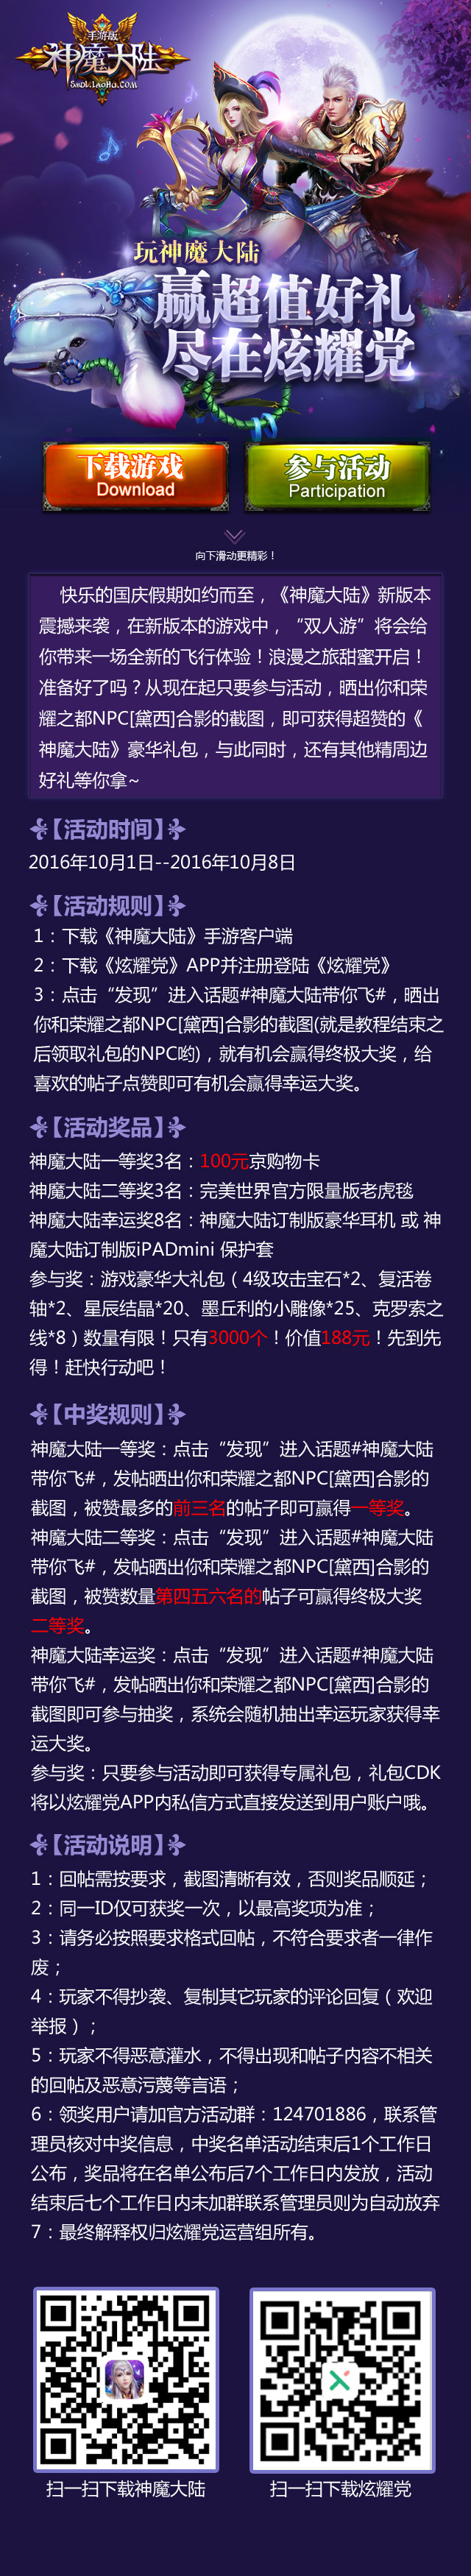 手游版
神魔大陆
SMDL.LAOHU.COM
玩神魔大陆
赢超值好礼
尽在炫耀党
下载游戏
Download
参与活动
Participation
向下滑动更精彩！
快乐的国庆假期如约而至，《神魔大陆》新版本
震撼来袭，在新版本的游戏中，“双人游”将会给
你带来一场全新的飞行体验！浪漫之旅甜蜜开启！
准备好了吗？从现在起只要参与活动，晒出你和荣
耀之都NPC[黛西]合影的截图，即可获得超赞的《
神魔大陆》豪华礼包，与此同时，还有其他精周边
好礼等你拿~
【活动时间】
2016年10月1日--2016年10月8日
【活动规则】
1：下载《神魔大陆》手游客户端
2：下载《炫耀党》APP并注册登陆《炫耀党》
3：点击“发现”进入话题#神魔大陆带你飞#，晒出
你和荣耀之都NPC[黛西]合影的截图(就是教程结束之
后领取礼包的NPC哟)，就有机会赢得终极大奖，给
喜欢的帖子点赞即可有机会赢得幸运大奖。
【活动奖品】
神魔大陆一等奖3名：100元京购物卡
神魔大陆二等奖3名：完美世界官方限量版老虎毯
神魔大陆幸运奖8名：神魔大陆订制版豪华耳机 或 神
魔大陆订制版iPADmini 保护套
参与奖：游戏豪华大礼包（4级攻击宝石*2、复活卷
轴*2、星辰结晶*20、墨丘利的小雕像*25、克罗索之
线*8）数量有限！只有3000个！价值188元！先到先
得！赶快行动吧！
【中奖规则】
神魔大陆一等奖：点击“发现”进入话题#神魔大陆
带你飞#，发帖晒出你和荣耀之都NPC[黛西]合影的
截图，被赞最多的前三名的帖子即可赢得一等奖。
神魔大陆二等奖：点击“发现”进入话题#神魔大陆
带你飞#，发帖晒出你和荣耀之都NPC[黛西]合影的
截图，被赞数量第四五六名的帖子可赢得终极大奖
二等奖。
神魔大陆幸运奖：点击“发现”进入话题#神魔大陆
带你飞#，发帖晒出你和荣耀之都NPC[黛西]合影的
截图即可参与抽奖，系统会随机抽出幸运玩家获得幸
运大奖。
参与奖：只要参与活动即可获得专属礼包，礼包CDK
将以炫耀党APP内私信方式直接发送到用户账户哦。
【活动说明】
1：回帖需按要求，截图清晰有效，否则奖品顺延；
2：同一ID仅可获奖一次，以最高奖项为准；
3：请务必按照要求格式回帖，不符合要求者一律作
废；
4：玩家不得抄袭、复制其它玩家的评论回复（欢迎
举报）；
5：玩家不得恶意灌水，不得出现和帖子内容不相关
的回帖及恶意污蔑等言语；
6：领奖用户请加官方活动群：124701886，联系管
理员核对中奖信息，中奖名单活动结束后1个工作日
公布，奖品将在名单公布后7个工作日内发放，活动
结束后七个工作日内未加群联系管理员则为自动放弃
7：最终解释权归炫耀党运营组所有。
扫一扫下载神魔大陆
扫一扫下载炫耀党